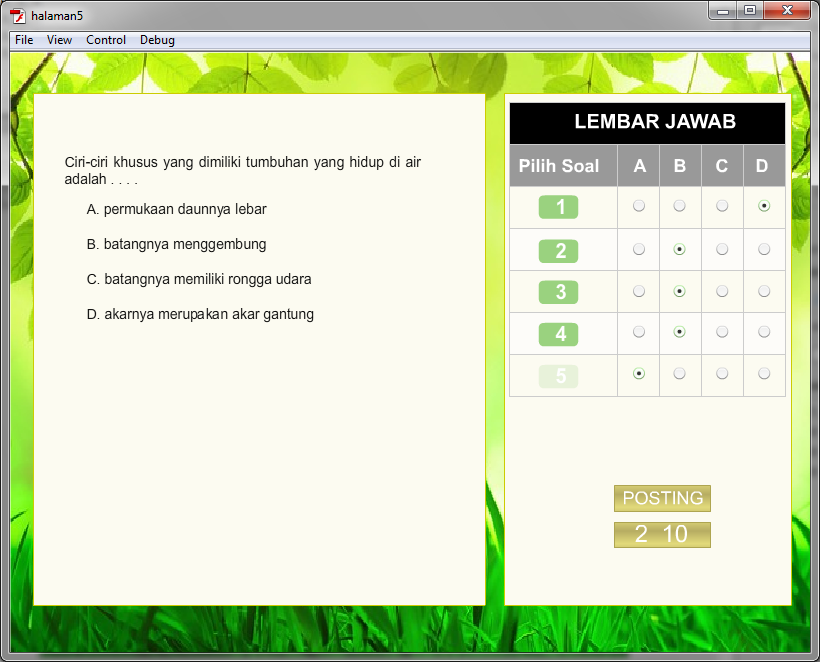 halaman5
File View Control Debug
Ciri-ciri khusus yang dimiliki tumbuhan yang hidup di air
adalah . . . .
A. permukaan daunnya lebar
B. batangnya menggembung
C. batangnya memiliki rongga udara
D. akarnya merupakan akar gantung
LEMBAR JAWAB
Pilih Soal A B C D
1
2
3
4
5
POSTING
2 10